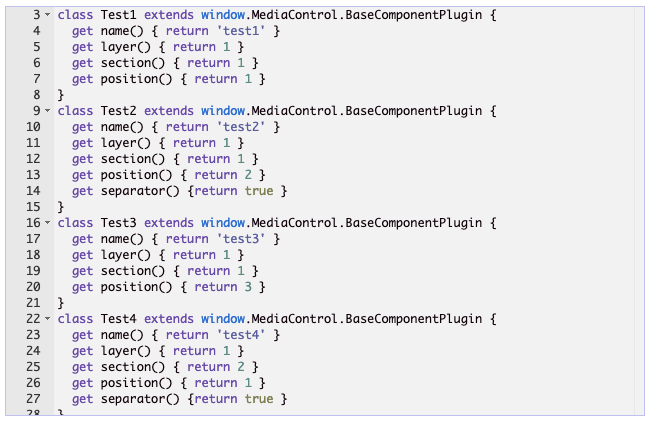 3 class Test1 extends window.MediaControl.BaseComponentPlugin {
4 get name() { return 'test1' }
5 get layer() { return 1 }
6 get section() { return 1 }
7 get position() { return 1 }
8 }
9 class Test2 extends window.MediaControl.BaseComponentPlugin {
10 get name() { return 'test2' }
11 get layer() { return 1 }
12 get section() { return 1 }
13 get position() { return 2 }
14 get separator() {return true }
15 }
16 class Test3 extends window.MediaControl.BaseComponentPlugin {
17 get name() { return 'test3' }
18 get layer() { return 1 }
19 get section() { return 1 }
20 get position() { return 3 }
21 }
22 class Test4 extends window.MediaControl.BaseComponentPlugin {
23 get name() { return 'test4' }
24 get layer() { return 1 }
25 get section() { return 2 }
26 get position() { return 1 }
27 get separator() {return true }
28 }